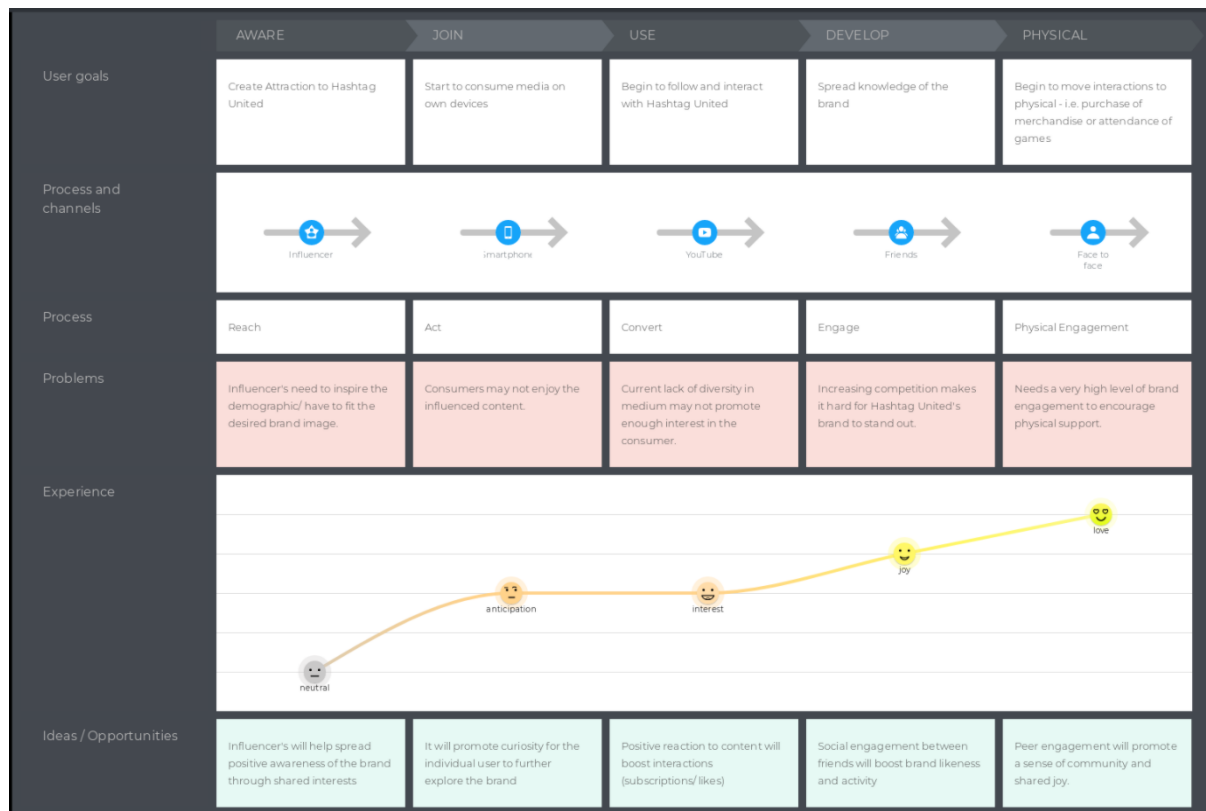 AWARE
JOIN
USE
DEVELOP
PHYSICAL
User goals
Create Attraction to Hashtag
United
Start to consume media on
own devices
Begin to follow and interact
with Hashtag United
Spread knowledge of the
brand
Begin to move interactions to
physical - i.e. purchase of
merchandise or attendance of
games
Process and
channels
Influencer
martphon
YouTube
Friends
Face to
face
Process
Reach
Act
Convert
Engage
Physical Engagement
Problems
Influencer's need to inspire the
demographic/ have to fit the
desired brand image.
Consumers may not enjoy the
influenced content.
Current lack of diversity in
medium may not promote
enough interest in the
consumer.
Increasing competition makes
it hard for Hashtag United's
brand to stand out.
Needs a very high level of brand
engagement to encourage
physical support.
Experience
neutral
anticipation
interest
joy
love
Ideas / Opportunities
Influencer's will help spread
positive awareness of the brand
through shared interests
It will promote curiosity for the
individual user to further
explore the brand
Positive reaction to content will
boost interactions
(subscriptions/ likes)
Social engagement between
friends will boost brand likeness
and activity
Peer engagement will promote
a sense of community and
shared joy.